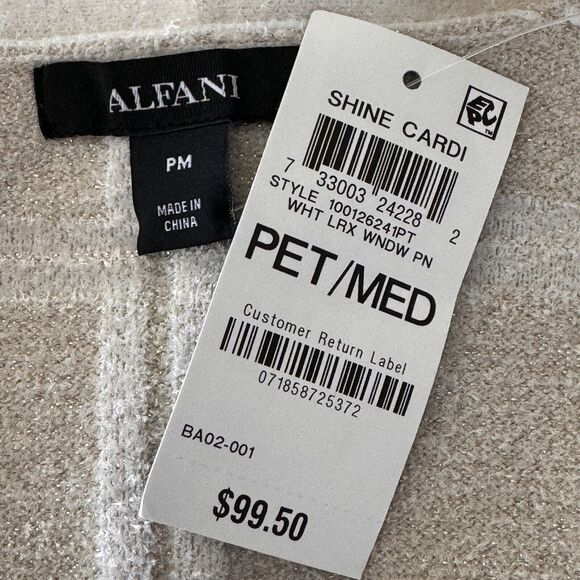 ALFANI
PM
MADE IN
CHINA
SHINE CARDI
7 33003 24228 2
STYLE 100126241PT
WHT LRX WNDW PN
PET/MED
Customer Return Label
071858725372
BA02-001
$99.50